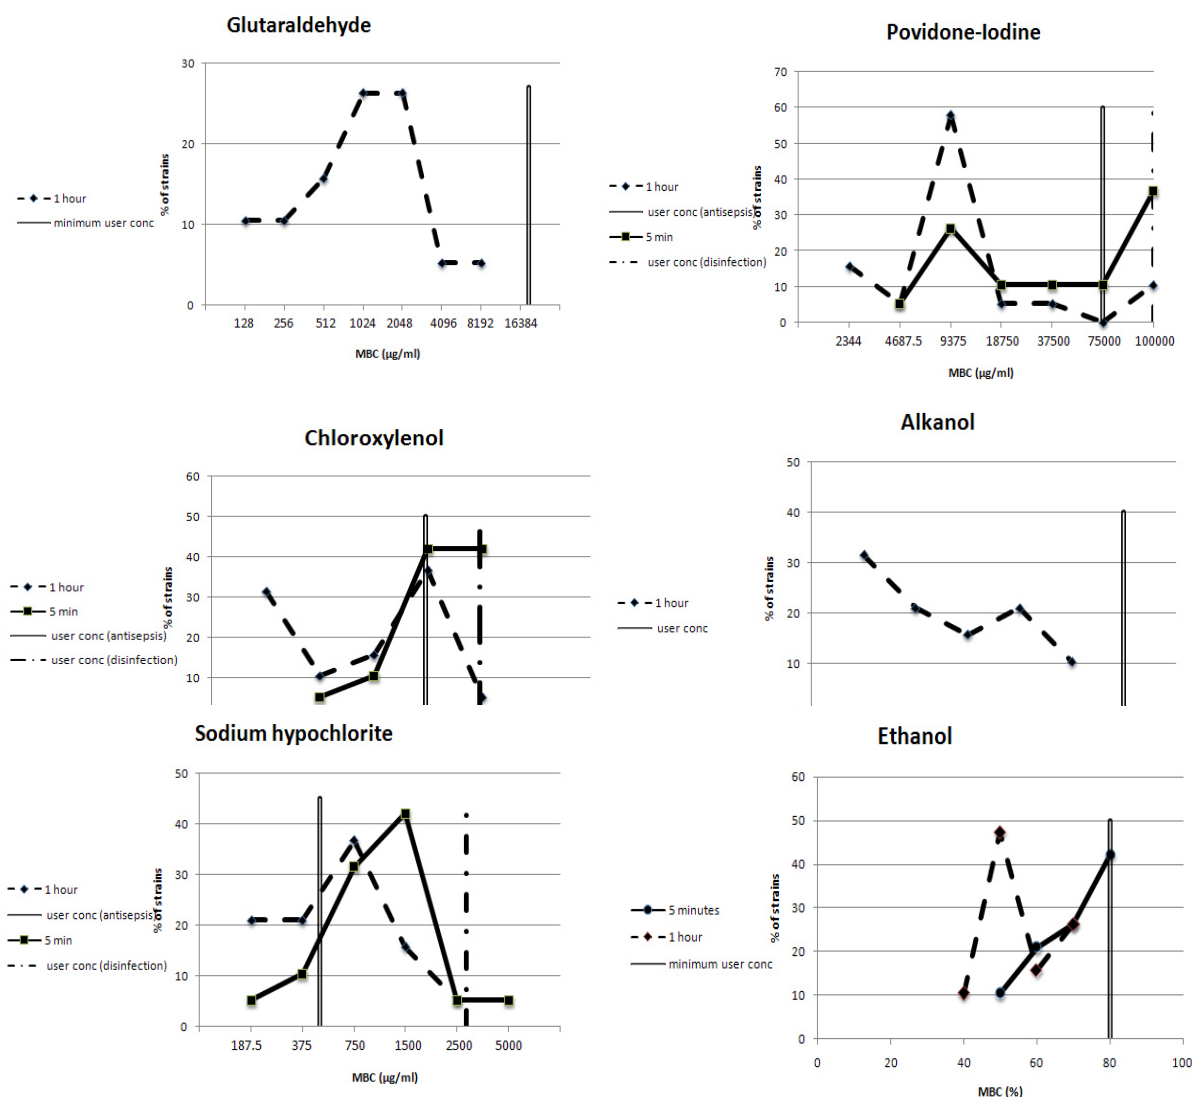 Glutaraldehyde
30
20
10
0
% of strains
128 256 512 1024 2048 4096 8192 16384
MBC (µg/ml)
1 hour
minimum user conc
Povidone-Iodine
70
60
50
40
30
20
10
0
% of strains
2344 4687.5 9375 18750 37500 75000 100000
MBC (µg/ml)
1 hour
user conc (antisepsis)
5 min
user conc (disinfection)
Chloroxylenol
60
50
40
30
20
10
% of strains
1 hour
5 min
user conc (antisepsis)
user conc (disinfection)
Alkanol
50
40
30
20
10
% of strains
1 hour
user conc
Sodium hypochlorite
50
40
30
20
10
0
% of strains
187.5 375 750 1500 2500 5000
MBC (µg/ml)
1 hour
user conc (antisepsis)
5 min
user conc (disinfection)
Ethanol
60
50
40
30
20
10
0
% of strains
0 20 40 60 80 100
MBC (%)
5 minutes
1 hour
minimum user conc